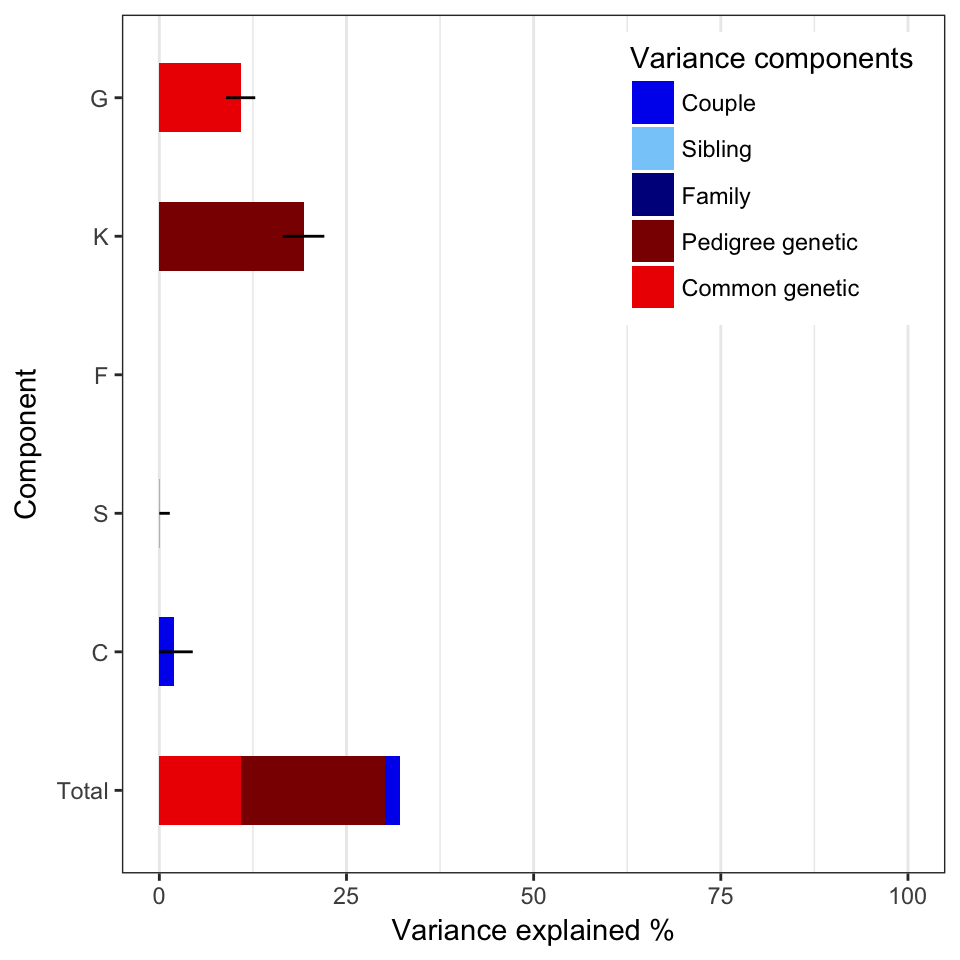 Variance components
Couple
Sibling
Family
Pedigree genetic
Common genetic
G
K
F
S
C
Total
Component
0 25 50 75 100
Variance explained %